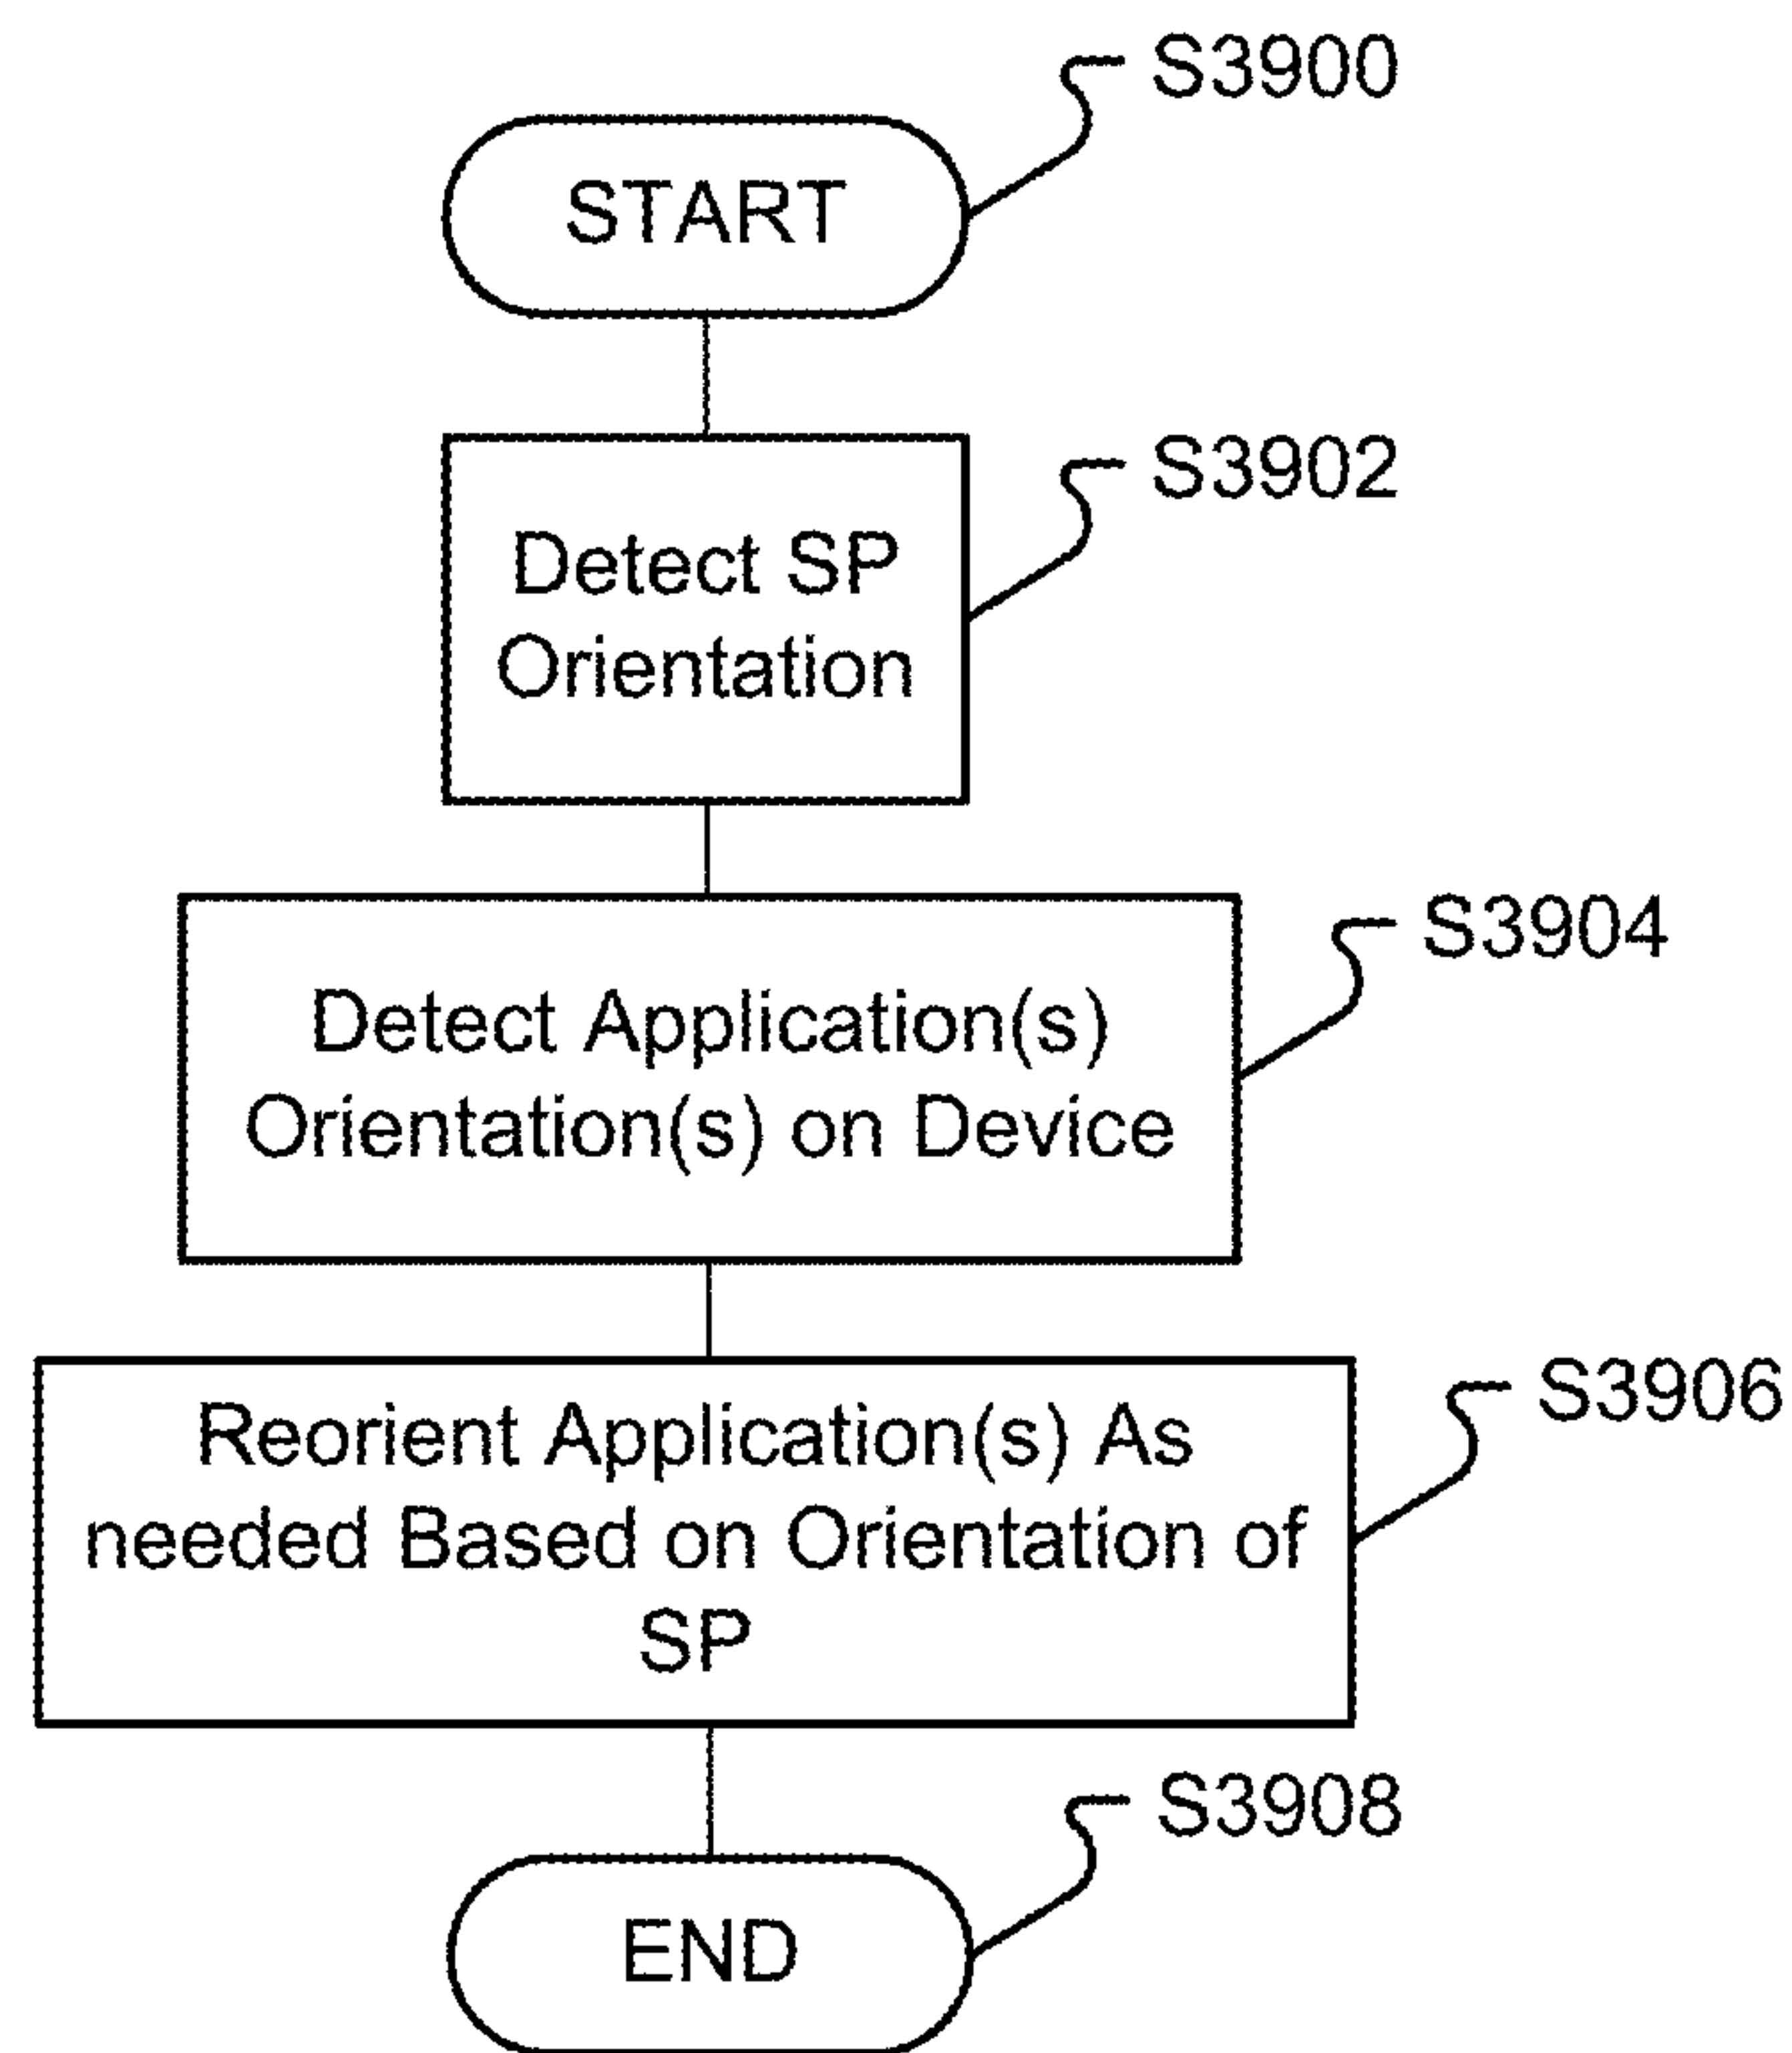 S3900
START
S3902
Detect SP
Orientation
S3904
Detect Application(s)
Orientation(s) on Device
S3906
Reorient Application(s) As
needed Based on Orientation of
SP
S3908
END